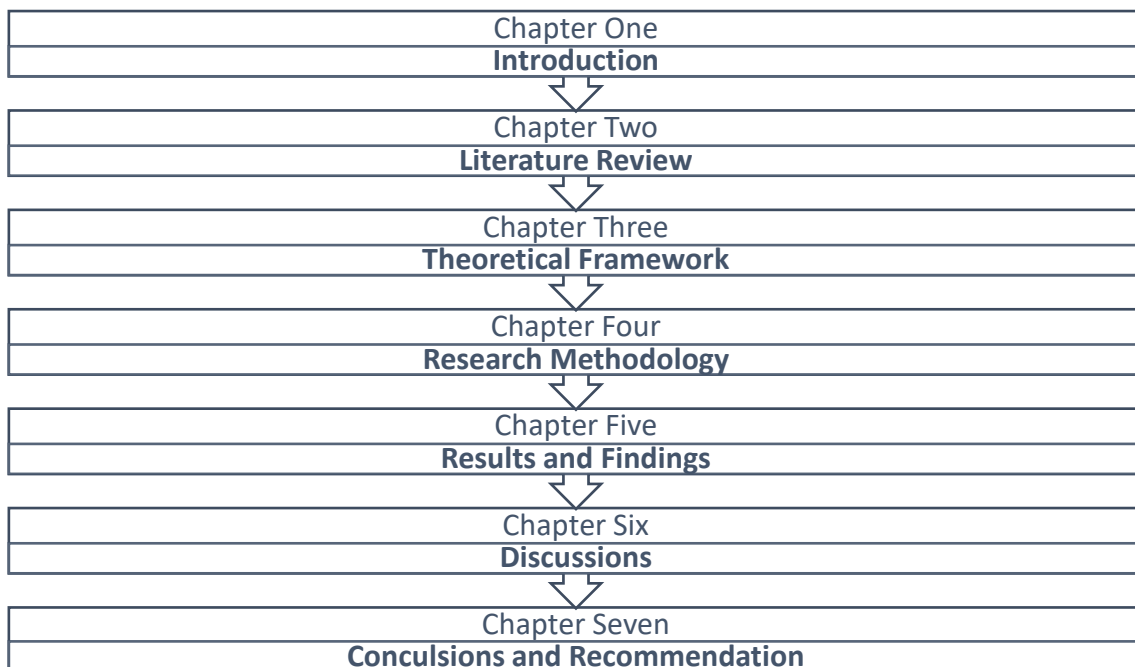 Chapter One
Introduction
Chapter Two
Literature Review
Chapter Three
Theoretical Framework
Chapter Four
Research Methodology
Chapter Five
Results and Findings
Chapter Six
Discussions
Chapter Seven
Conculsions and Recommendation